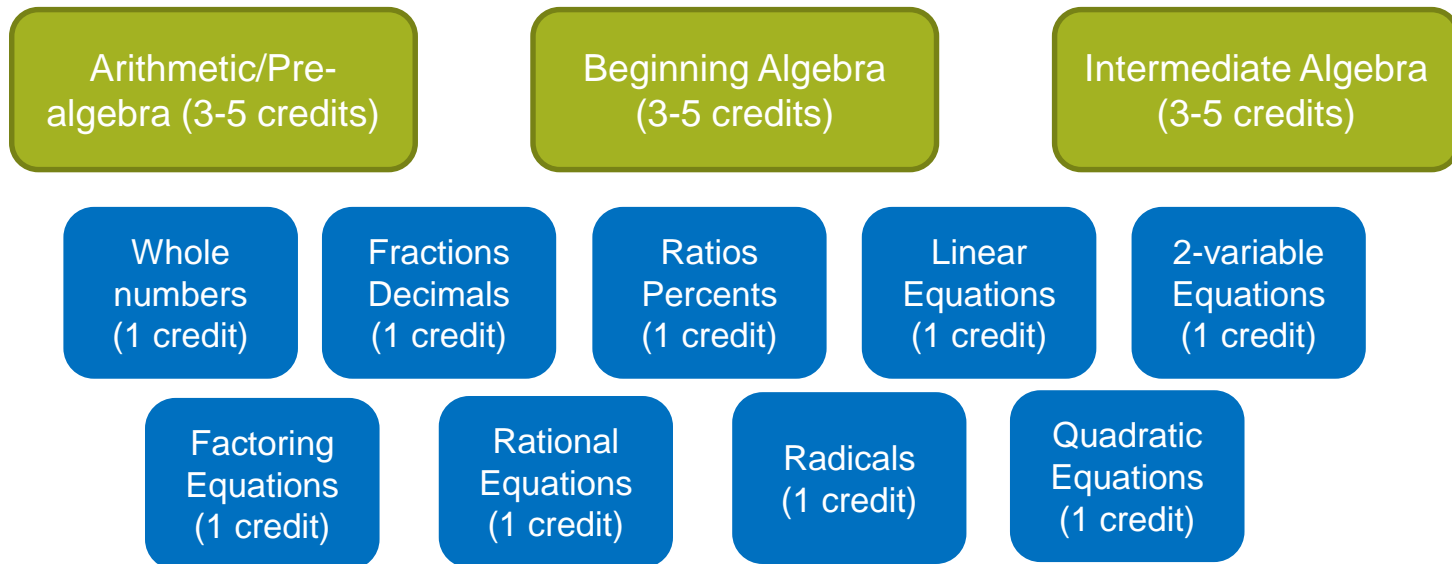 Arithmetic/Pre-
algebra (3-5 credits)
Beginning Algebra
(3-5 credits)
Intermediate Algebra
(3-5 credits)
Whole
numbers
(1 credit)
Fractions
Decimals
(1 credit)
Ratios
Percents
(1 credit)
Linear
Equations
(1 credit)
2-variable
Equations
(1 credit)
Factoring
Equations
(1 credit)
Rational
Equations
(1 credit)
Radicals
(1 credit)
Quadratic
Equations
(1 credit)